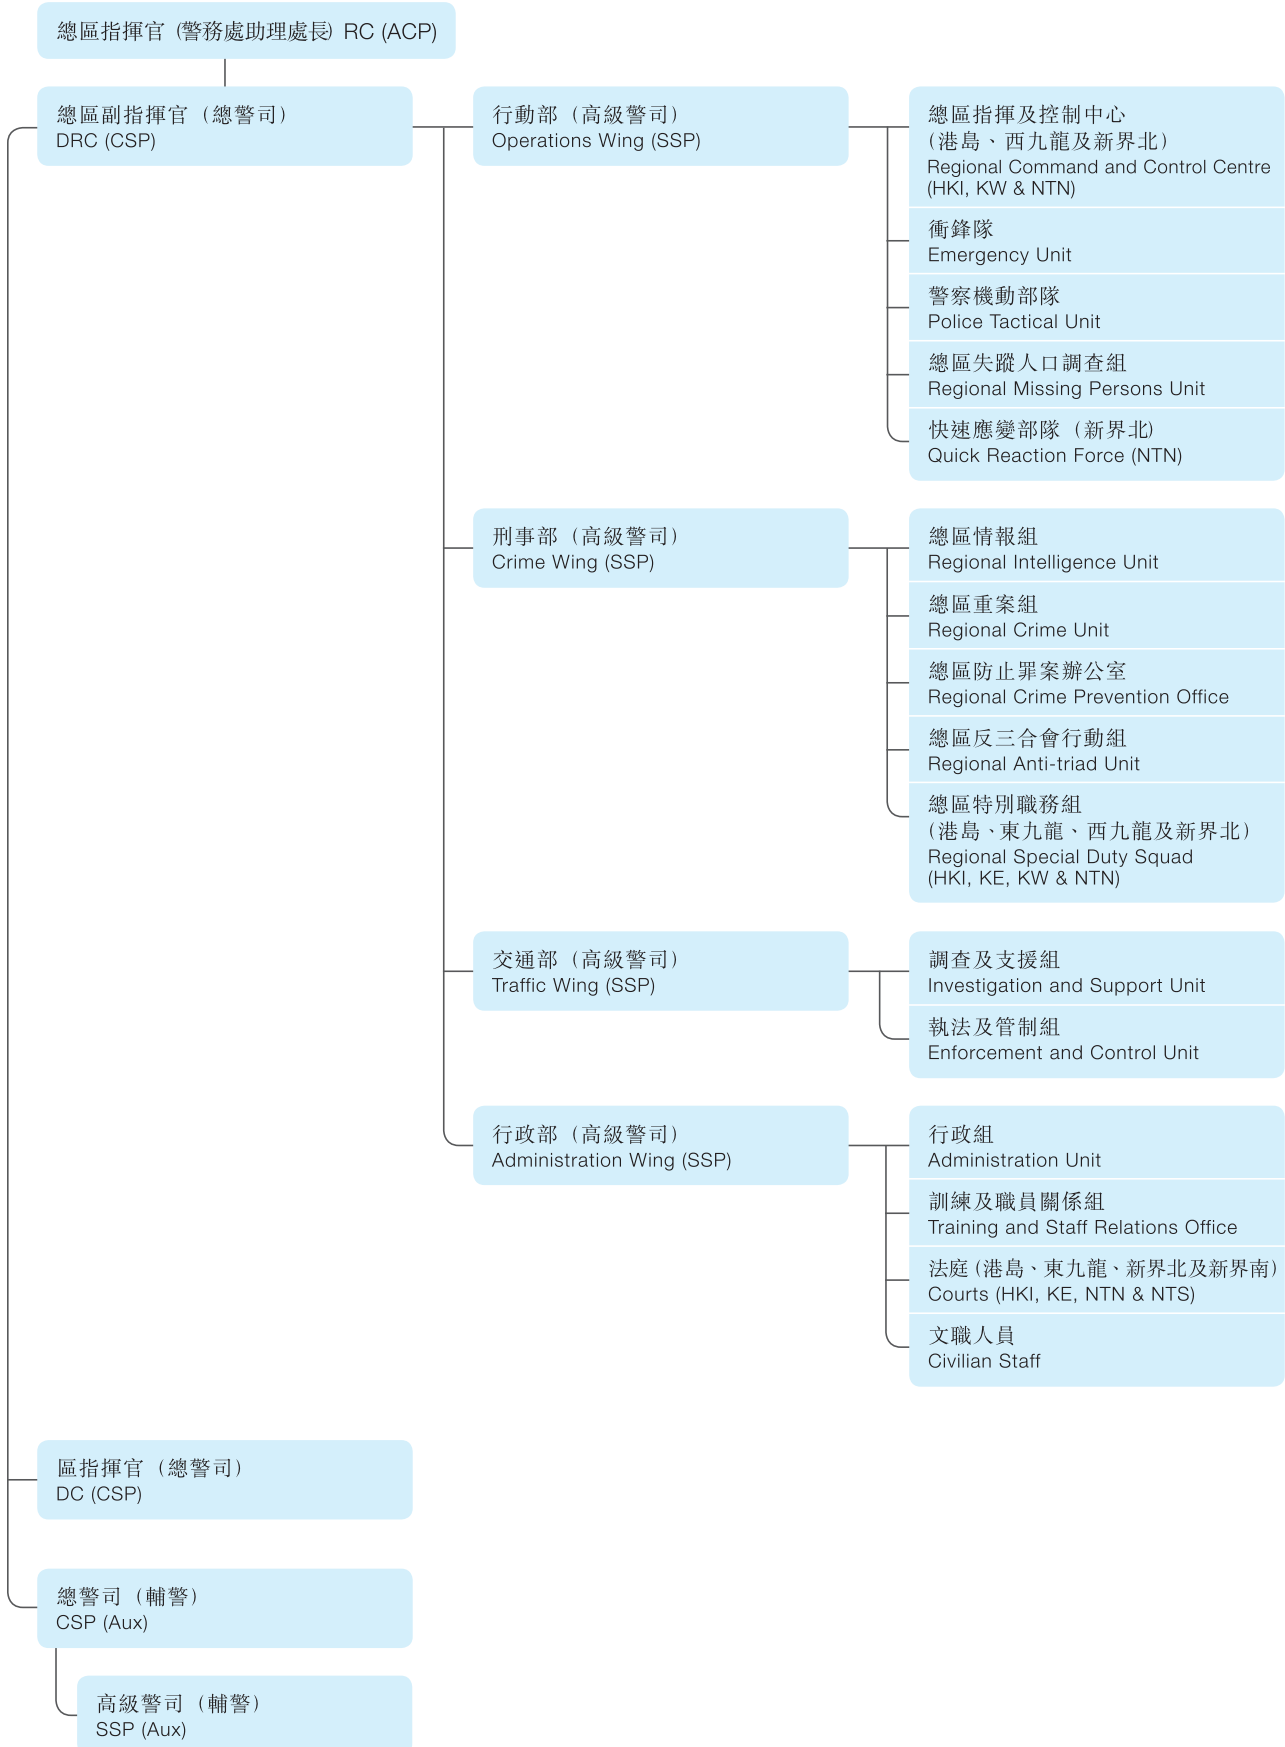 總區指揮官（警務處助理處長）RC (ACP)
總區副指揮官（總警司）
DRC (CSP)
行動部（高級警司）
Operations Wing (SSP)
總區指揮及控制中心
（港島、西九龍及新界北）
Regional Command and Control Centre
(HKI, KW & NTN)
衝鋒隊
Emergency Unit
警察機動部隊
Police Tactical Unit
總區失蹤人口調查組
Regional Missing Persons Unit
快速應變部隊（新界北）
Quick Reaction Force (NTN)
刑事部（高級警司）
Crime Wing (SSP)
總區情報組
Regional Intelligence Unit
總區重案組
Regional Crime Unit
總區防止罪案辦公室
Regional Crime Prevention Office
總區反三合會行動組
Regional Anti-triad Unit
總區特別職務組
（港島、東九龍、西九龍及新界北）
Regional Special Duty Squad
(HKI, KE, KW & NTN)
交通部（高級警司）
Traffic Wing (SSP)
調查及支援組
Investigation and Support Unit
執法及管制組
Enforcement and Control Unit
行政部（高級警司）
Administration Wing (SSP)
行政組
Administration Unit
訓練及職員關係組
Training and Staff Relations Office
法庭（港島、東九龍、新界北及新界南）
Courts (HKI, KE, NTN & NTS)
文職人員
Civilian Staff
區指揮官（總警司）
DC (CSP)
總警司（輔警）
CSP (Aux)
高級警司（輔警）
SSP (Aux)